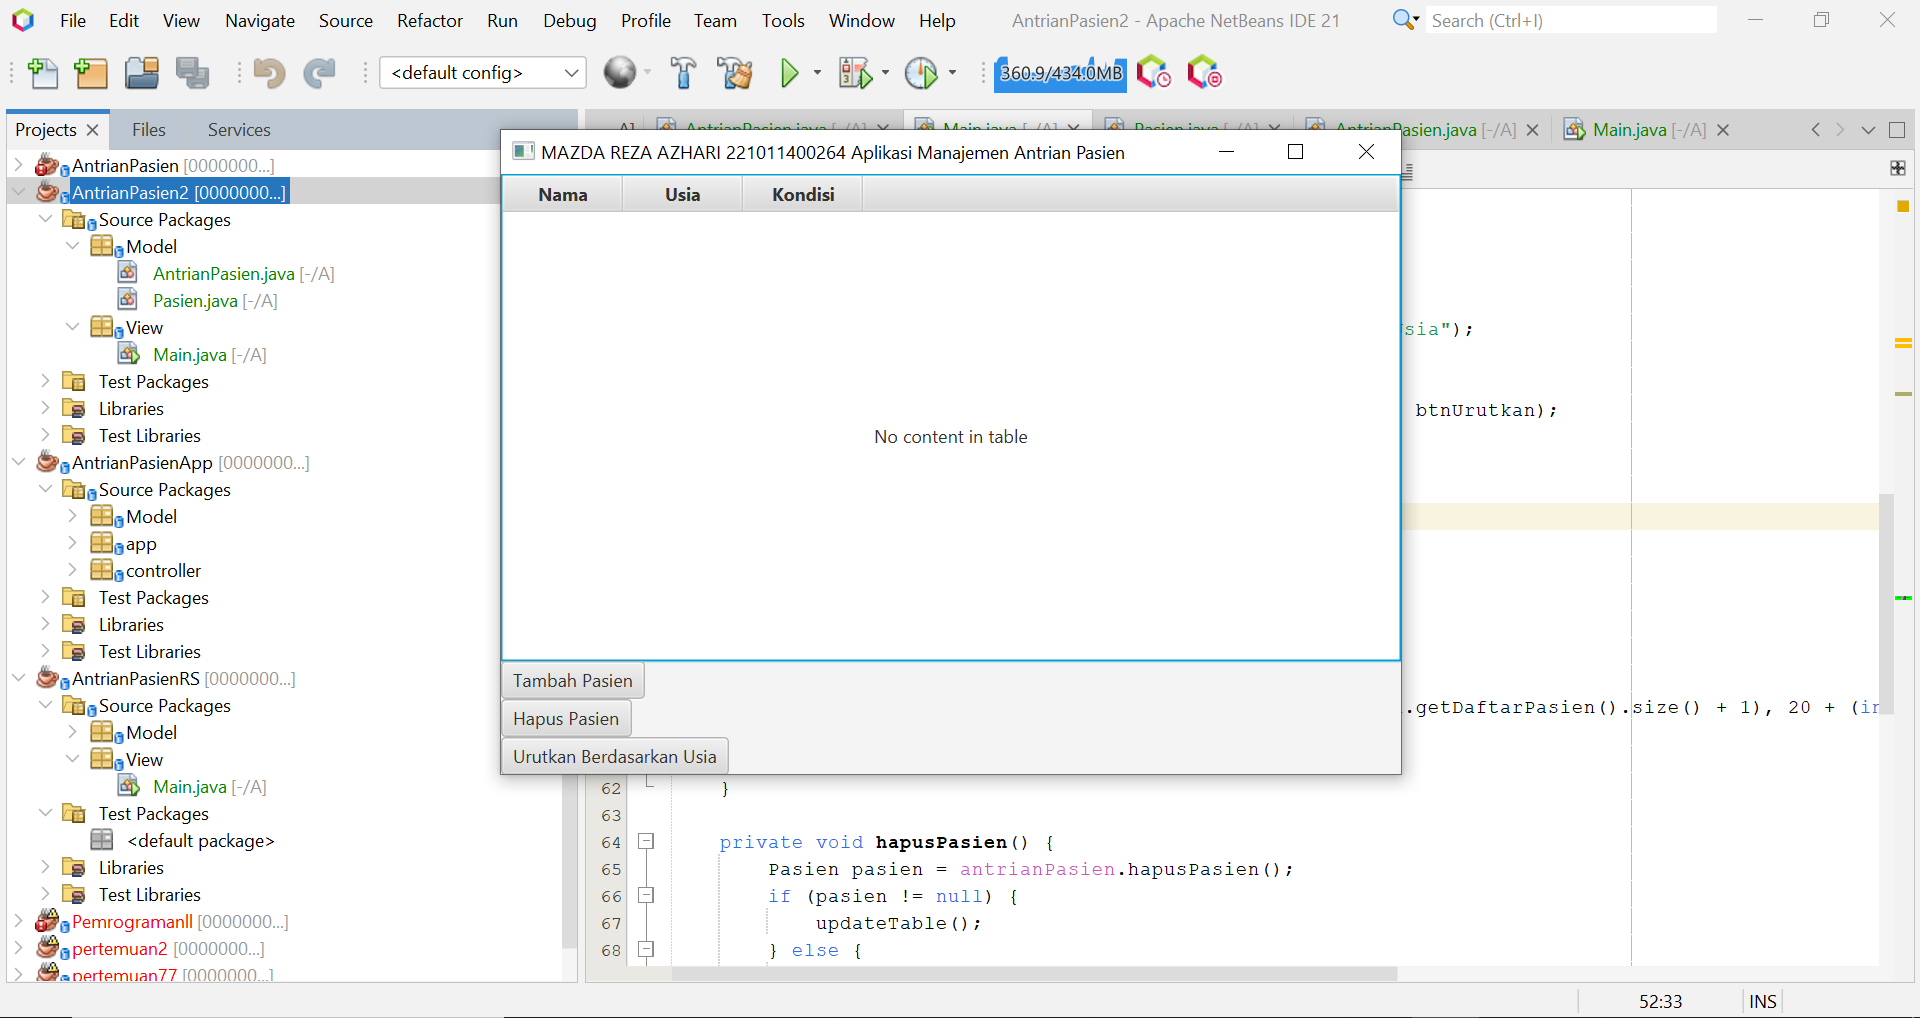 File Edit View Navigate Source Refactor Run Debug Profile Team Tools Window Help AntrianPasien2 - Apache NetBeans IDE 21 Search (Ctrl+I)
<default config> 360.9/434.0MB
Projects Files Services
AntrianPasien.java [-/A] Main.java [-/A] Pasien.java [-/A] AntrianPasien.java [-/A] Main.java [-/A]
AntrianPasien [0000000...]
AntrianPasien2 [0000000...]
Source Packages
Model
AntrianPasien.java [-/A]
Pasien.java [-/A]
View
Main.java [-/A]
Test Packages
Libraries
Test Libraries
AntrianPasienApp [0000000...]
Source Packages
Model
app
controller
Test Packages
Libraries
Test Libraries
AntrianPasienRS [0000000...]
Source Packages
Model
View
Main.java [-/A]
Test Packages
<default package>
Libraries
Test Libraries
PemrogramanII [0000000...]
pertemuan2 [0000000...]
pertemuan77 [0000000...]
MAZDA REZA AZHARI 221011400264 Aplikasi Manajemen Antrian Pasien
Nama Usia Kondisi
No content in table
Tambah Pasien
Hapus Pasien
Urutkan Berdasarkan Usia
sia");
btnUrutkan);
.getDaftarPasien().size() + 1), 20 + (in
62 }
63
64 private void hapusPasien() {
65 Pasien pasien = antrianPasien.hapusPasien();
66 if (pasien != null) {
67 updateTable();
68 } else {
52:33 INS